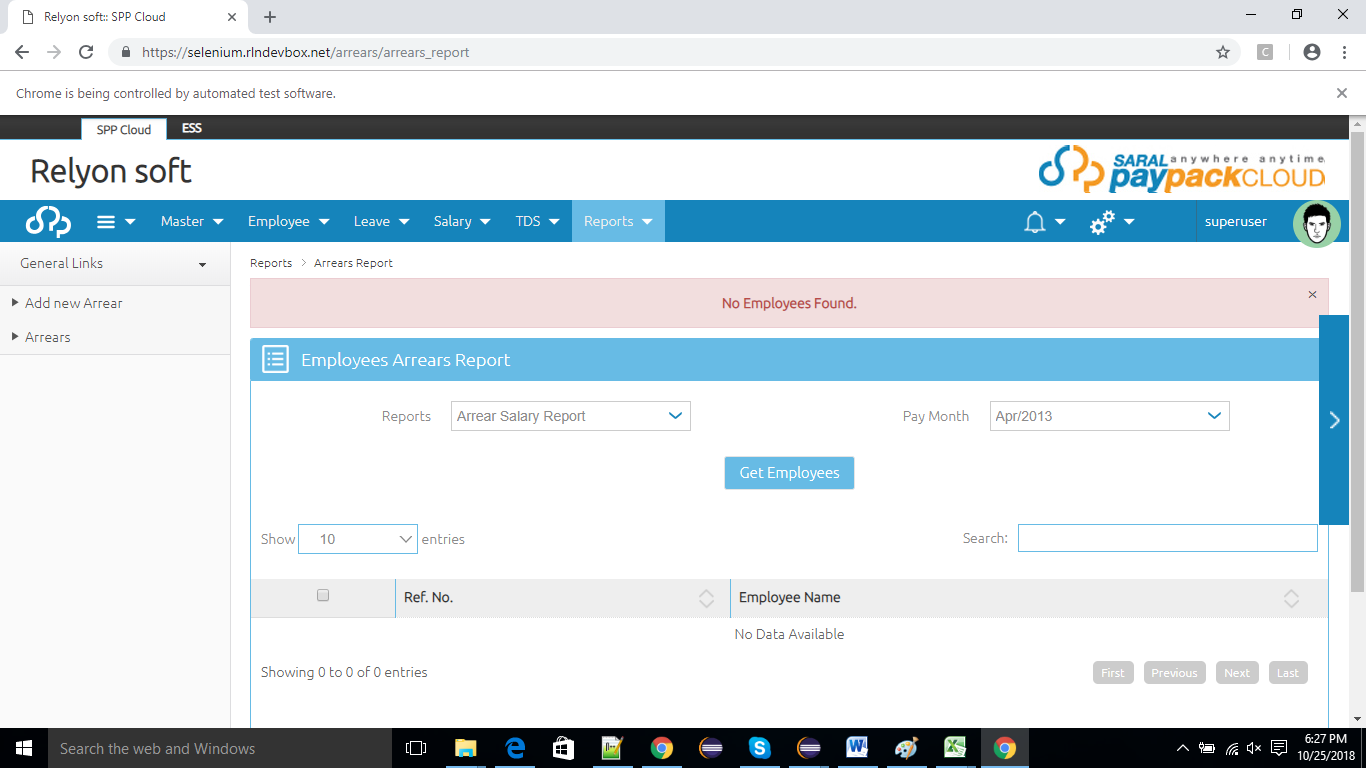 Relyon soft:: SPP Cloud
https://selenium.rlndevbox.net/arrears/arrears_report
C
Chrome is being controlled by automated test software.
SPP Cloud ESS
Relyon soft
SARAL anywhere anytime
paypackCLOUD
Master Employee Leave Salary TDS Reports superuser
General Links
Reports > Arrears Report
Add new Arrear
No Employees Found. ×
Arrears
Employees Arrears Report
Reports Arrear Salary Report Pay Month Apr/2013
Get Employees
Show 10 entries Search:
Ref. No. Employee Name
No Data Available
Showing 0 to 0 of 0 entries First Previous Next Last
Search the web and Windows
6:27 PM
10/25/2018